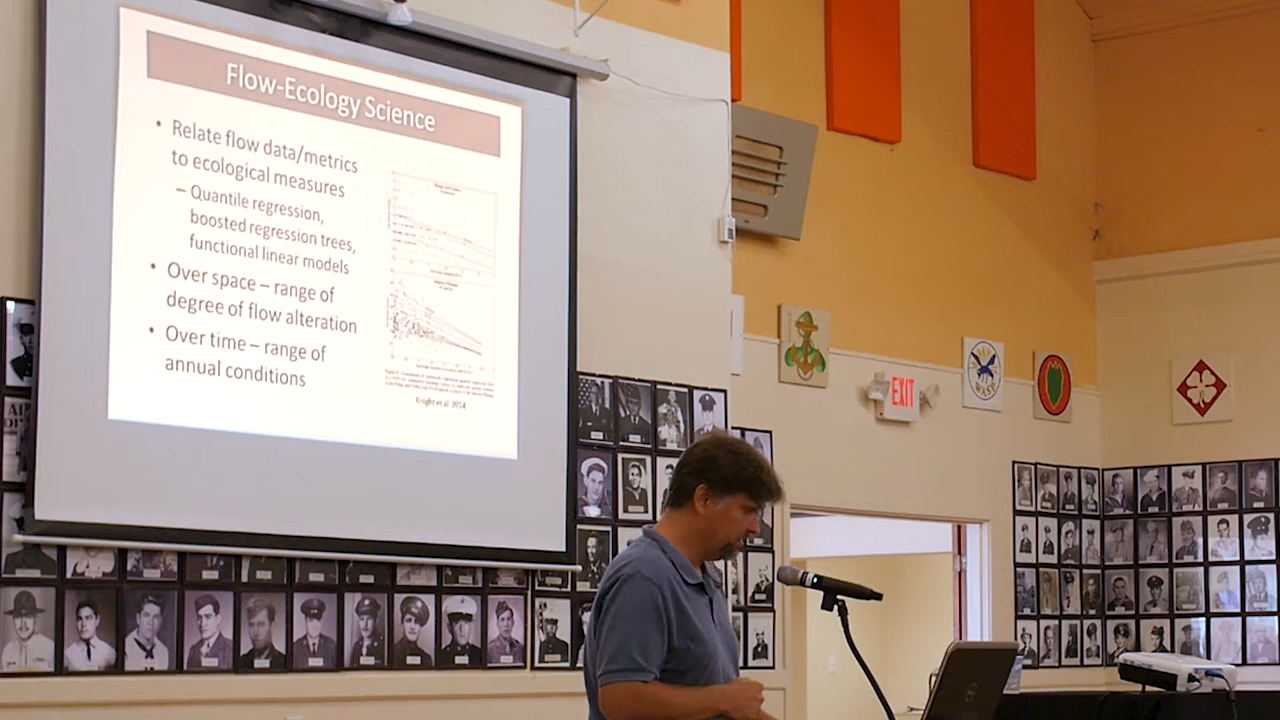 Flow-Ecology Science
• Relate flow data/metrics
to ecological measures
– Quantile regression,
boosted regression trees,
functional linear models
• Over space – range of
degree of flow alteration
• Over time – range of
annual conditions
Knight et al. 2014
EXIT
WAST